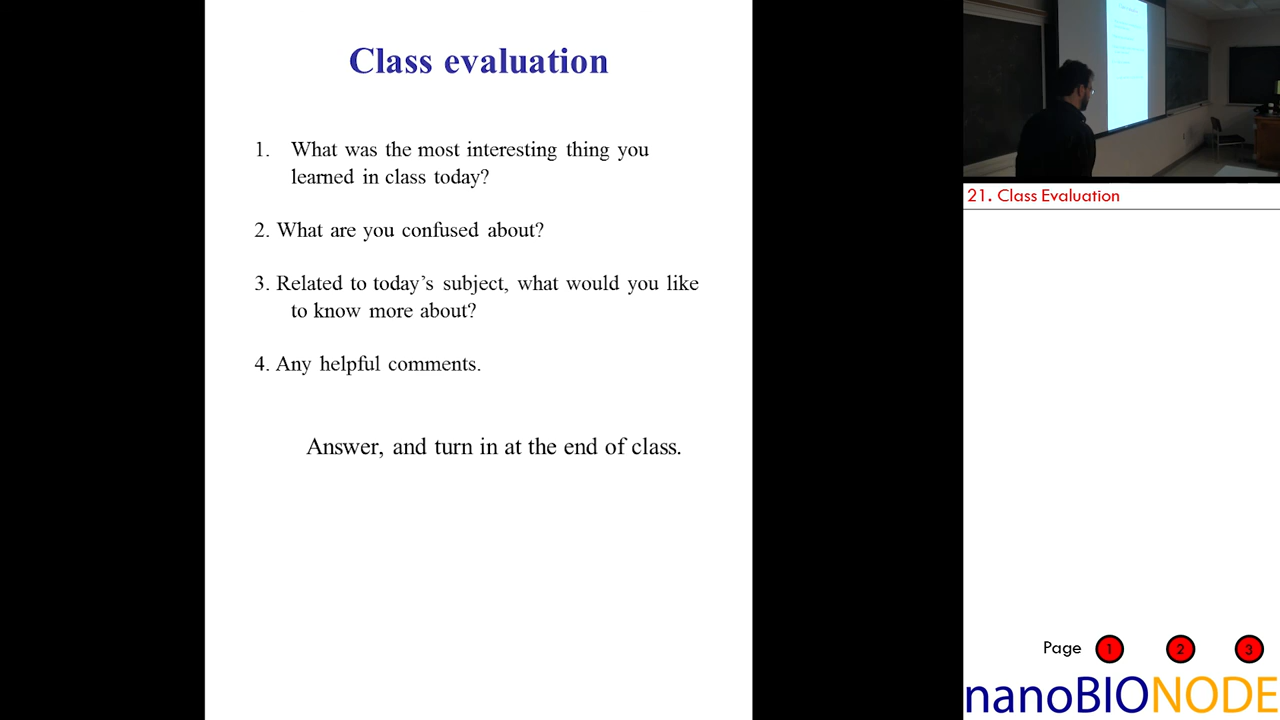 Class evaluation
1. What was the most interesting thing you
learned in class today?
2. What are you confused about?
3. Related to today’s subject, what would you like
to know more about?
4. Any helpful comments.
Answer, and turn in at the end of class.
21. Class Evaluation
Page 1 2 3
nanoBIONODE